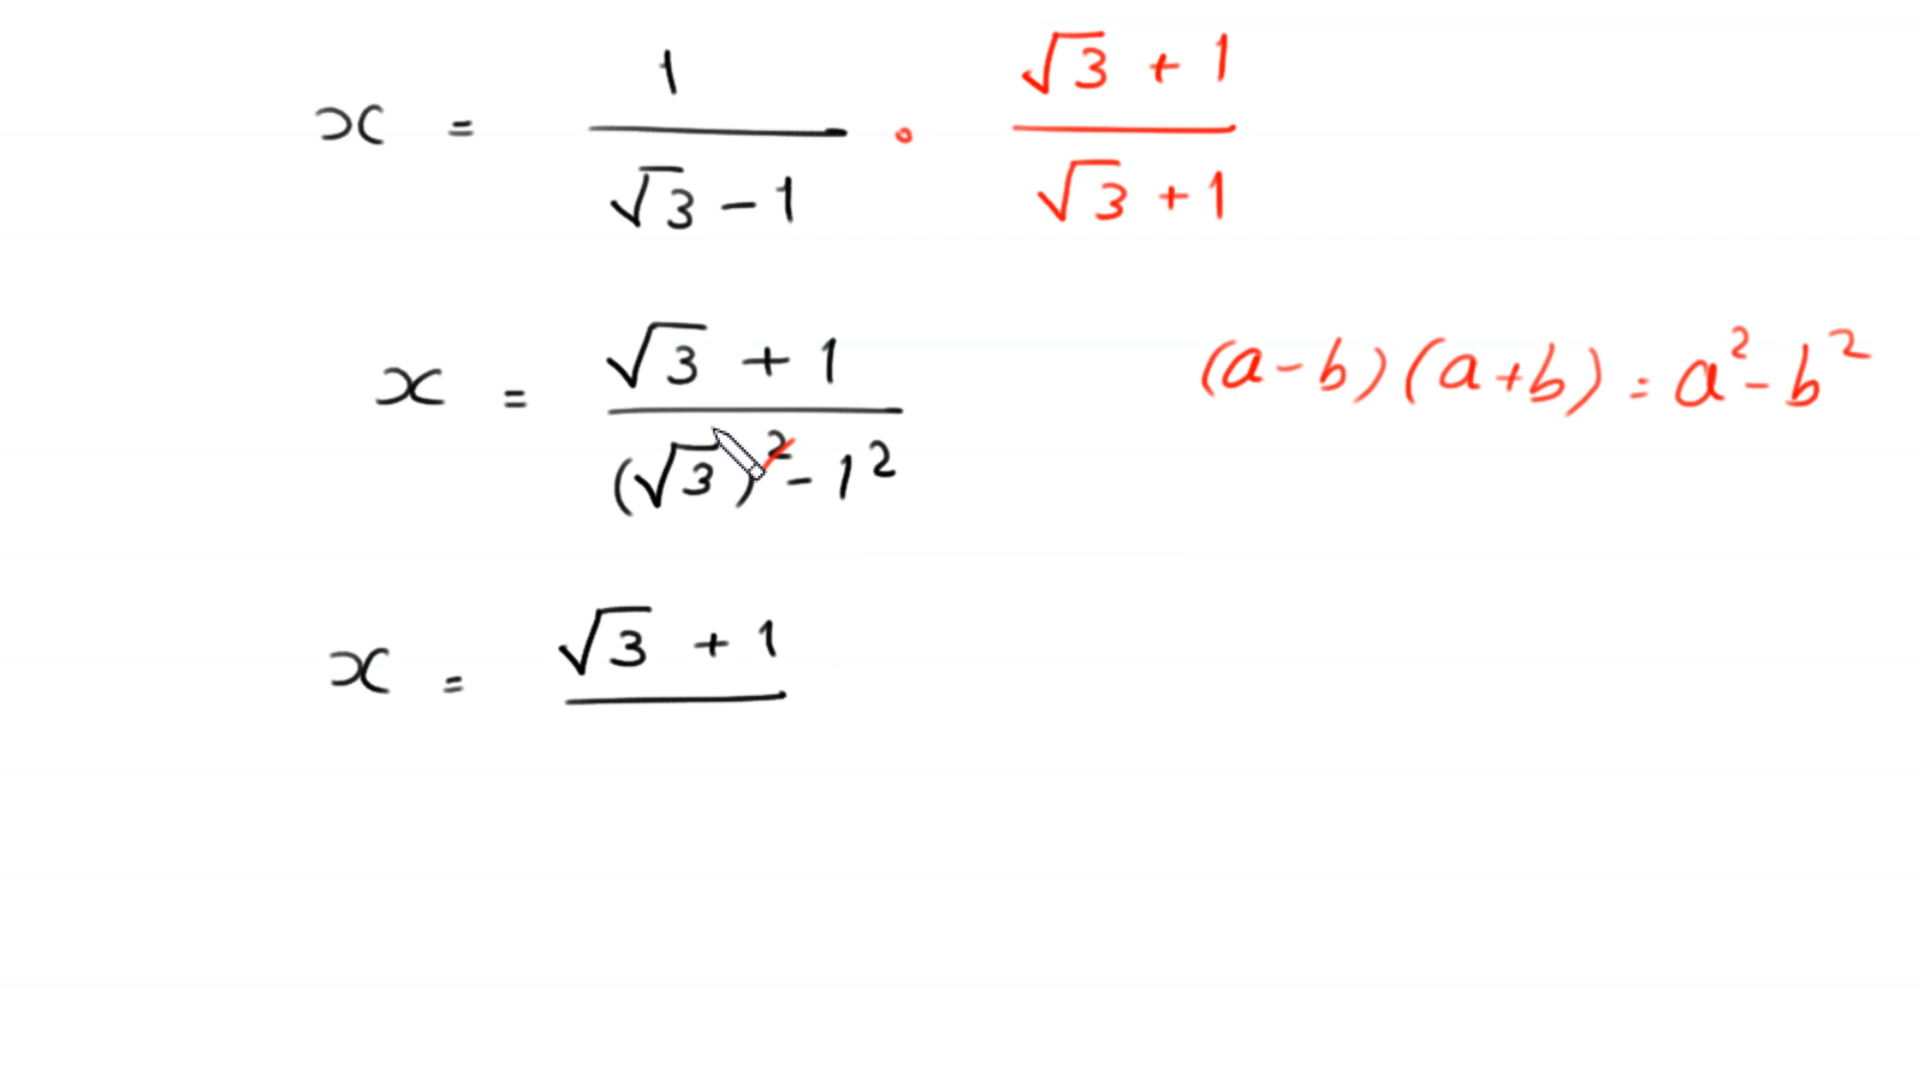 x = 1/(√3 - 1) · (√3 + 1)/(√3 + 1)
x = (√3 + 1)/((√3)² - 1²)
(a - b)(a + b) = a² - b²
x = √3 + 1